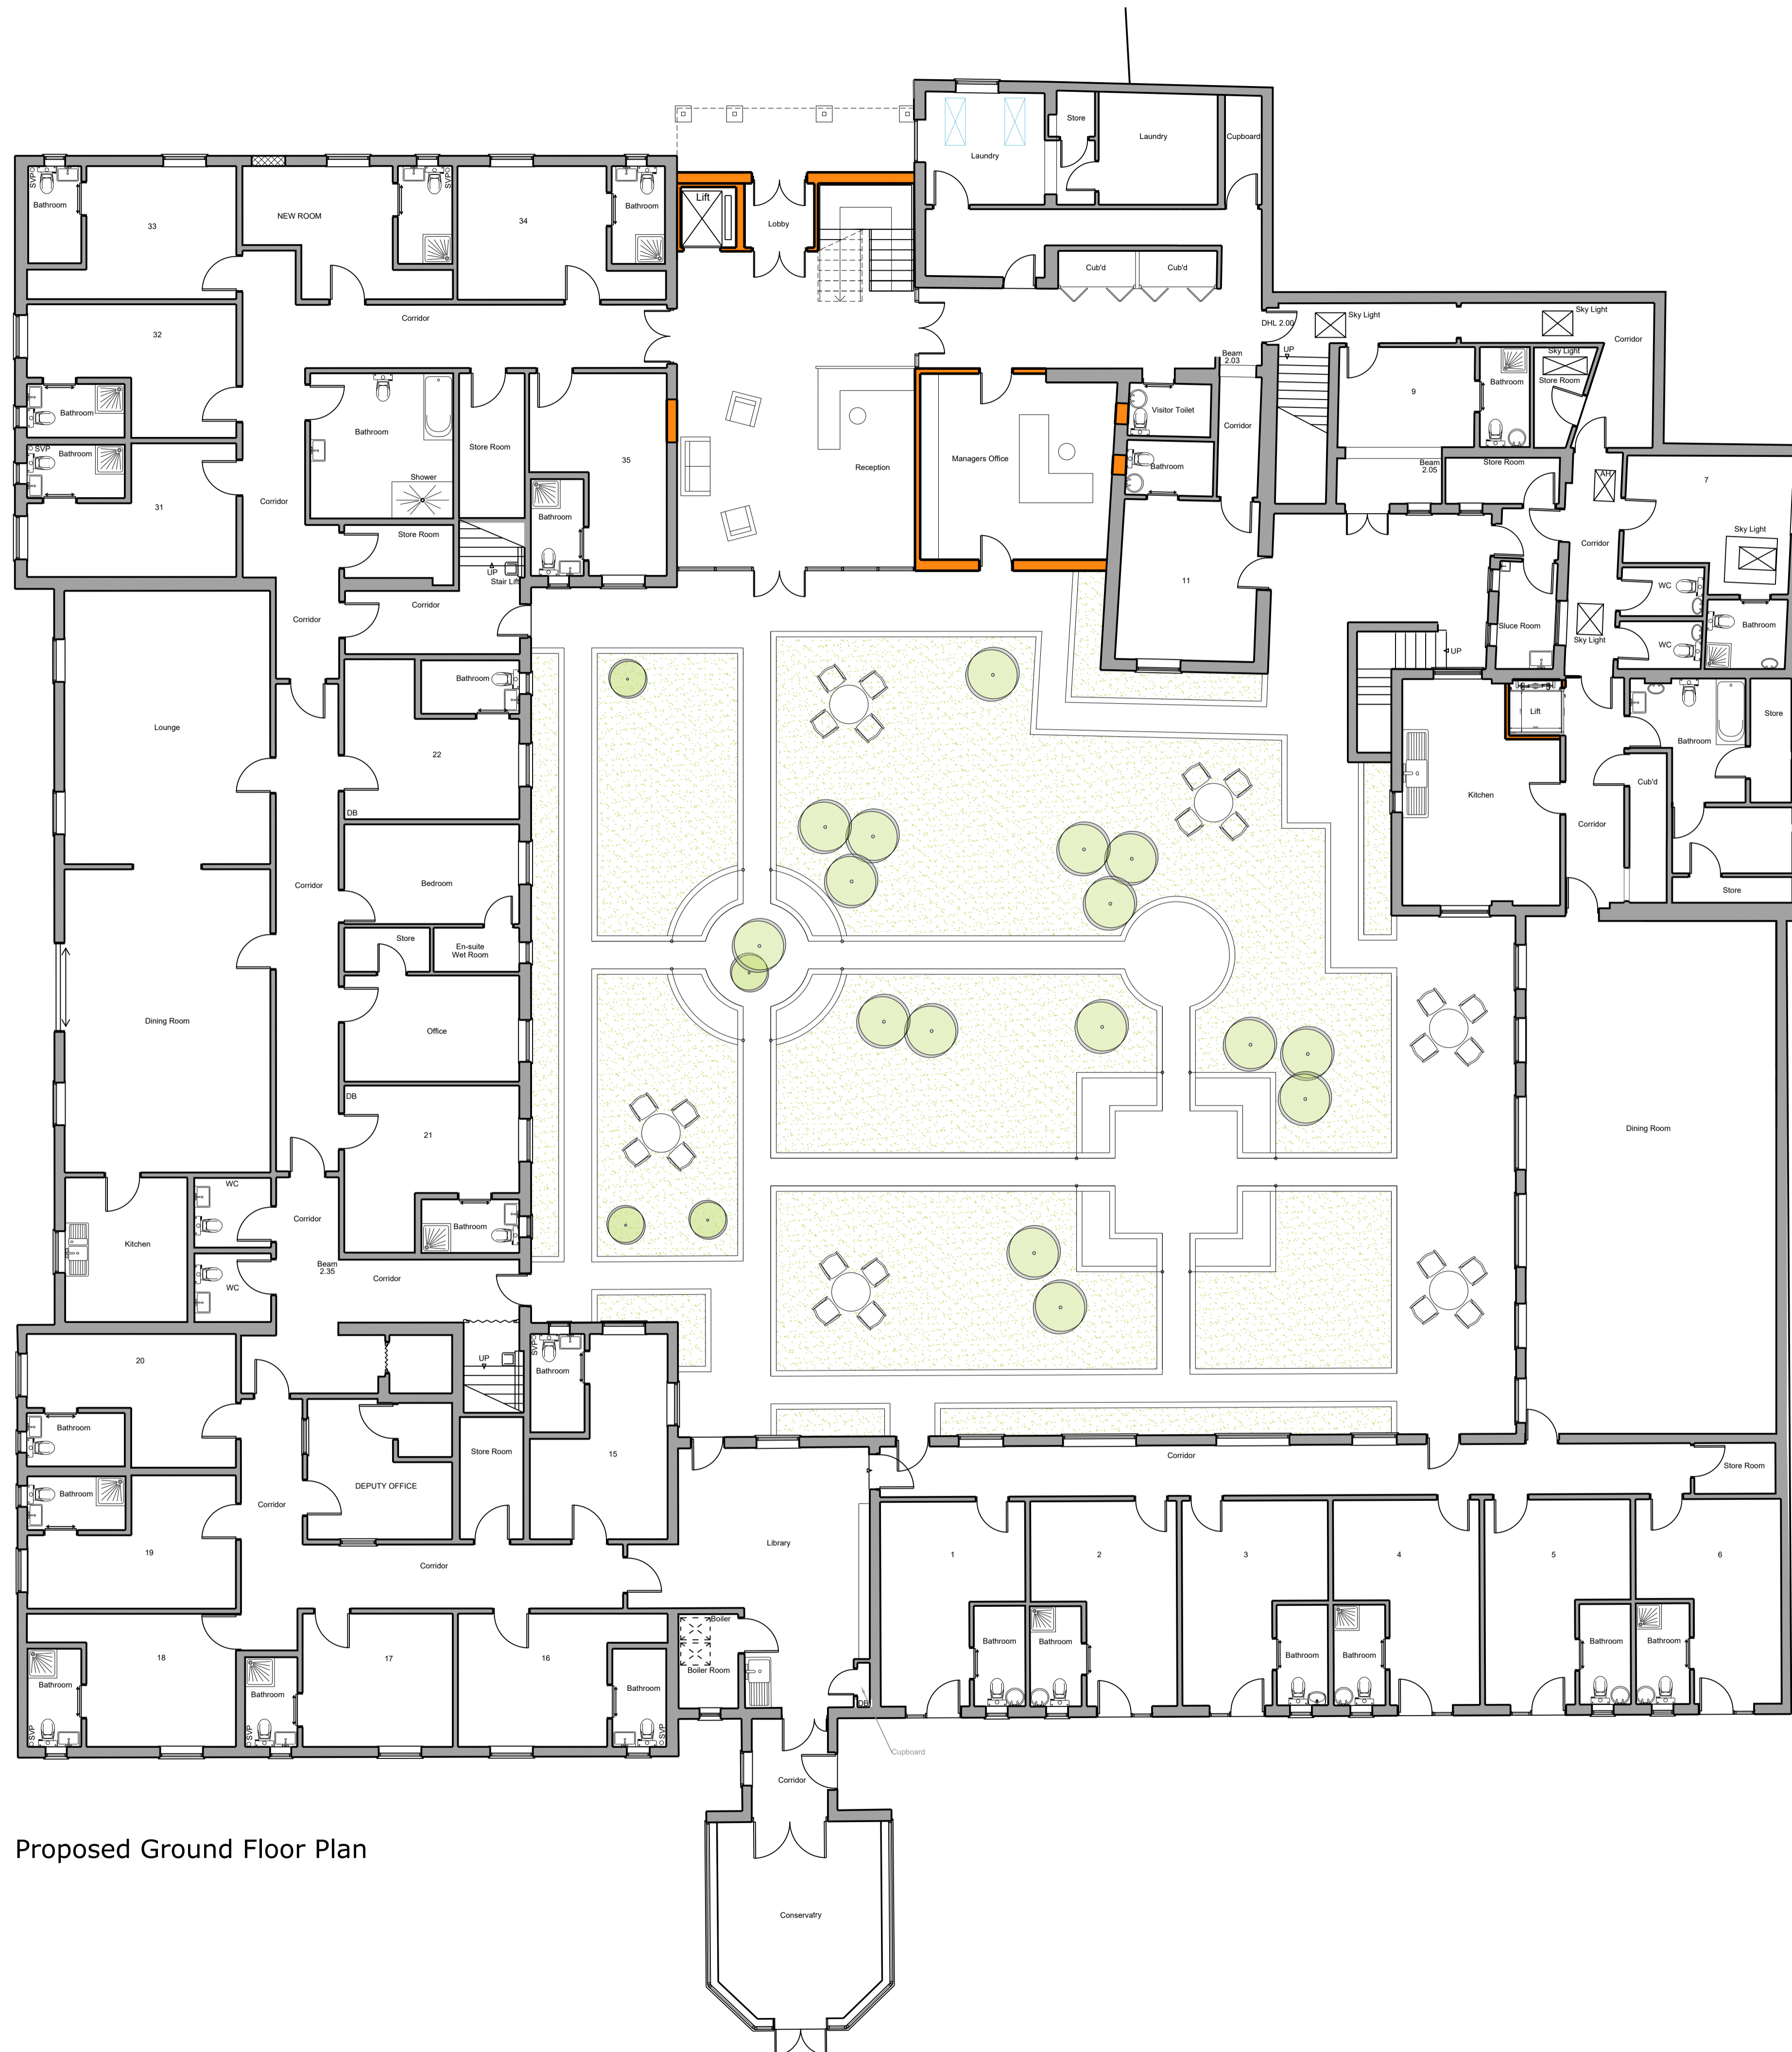 Store
Laundry
Cupboard
Laundry
SVP
SVP
Lift
Bathroom
Bathroom
NEW ROOM
34
33
Lobby
Cub'd
Cub'd
Corridor
DHL 2.00
Sky Light
Sky Light
32
UP
Beam
2.03
Corridor
Sky Light
Store Room
Bathroom
9
Bathroom
Bathroom
Visitor Toilet
Corridor
Store Room
SVP
Bathroom
35
Reception
Managers Office
Bathroom
Beam
2.05
Store Room
AH
7
Shower
Corridor
31
Bathroom
Store Room
Sky Light
Corridor
UP
Stair Lift
11
WC
Corridor
Corridor
Sluce Room
Bathroom
Sky Light
WC
UP
Bathroom
Lift
Store
Lounge
Bathroom
22
Cub'd
Kitchen
DB
Corridor
Corridor
Bedroom
Store
Store
En-suite
Wet Room
Dining Room
Office
DB
21
Dining Room
WC
Corridor
Bathroom
Kitchen
Beam
2.35
Corridor
WC
SVP
20
UP
Bathroom
Bathroom
Store Room
15
Corridor
Store Room
DEPUTY OFFICE
Bathroom
Corridor
Library
19
Corridor
1
2
3
4
5
6
Boiler
Bathroom
Bathroom
Bathroom
Bathroom
Bathroom
Bathroom
18
17
16
Boiler Room
Bathroom
Bathroom
Bathroom
DB
SVP
SVP
SVP
Cupboard
Corridor
Proposed Ground Floor Plan
Conservatry